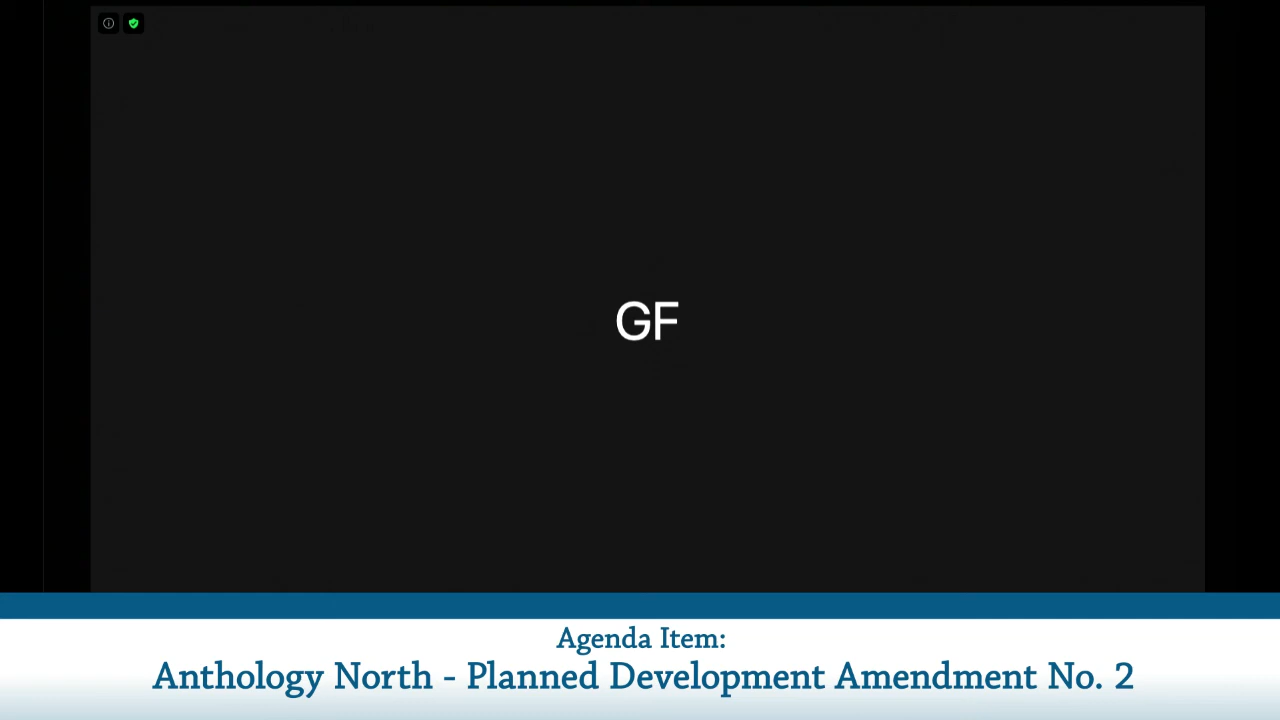 GF
Agenda Item:
Anthology North - Planned Development Amendment No. 2